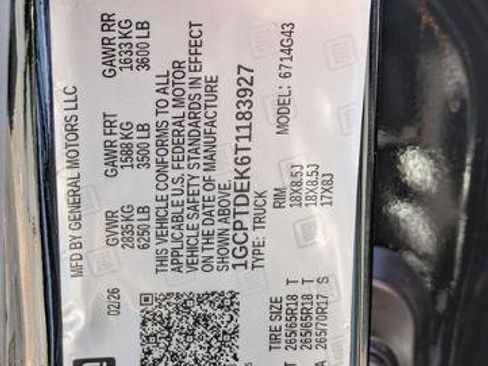 MFD BY GENERAL MOTORS LLC
02/26 GVWR GAWR FRT GAWR RR
2835 KG 1588 KG 1633 KG
6250 LB 3500 LB 3600 LB
THIS VEHICLE CONFORMS TO ALL
APPLICABLE U.S. FEDERAL MOTOR
VEHICLE SAFETY STANDARDS IN EFFECT
ON THE DATE OF MANUFACTURE
SHOWN ABOVE.
1GCPTDEK6T1183927
TYPE: TRUCK MODEL: 6714G43
TIRE SIZE RIM
T 265/65R18 T 18X8.5J
T 265/65R18 T 18X8.5J
A 265/70R17 S 17X8J